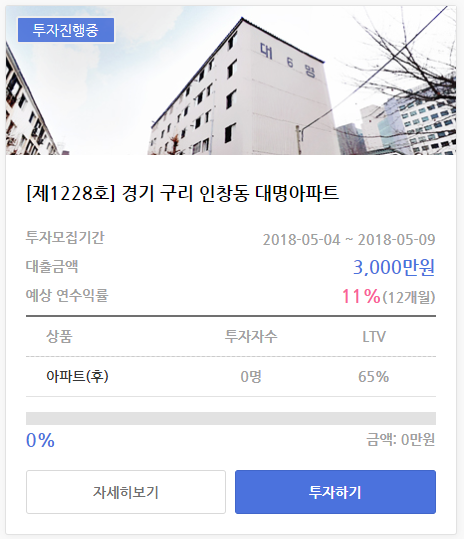 투자진행중
대 6 명
[제1228호] 경기 구리 인창동 대명아파트
투자모집기간 2018-05-04 ~ 2018-05-09
대출금액 3,000만원
예상 연수익률 11%(12개월)
상품 투자자수 LTV
아파트(후) 0명 65%
0% 금액: 0만원
자세히보기 투자하기